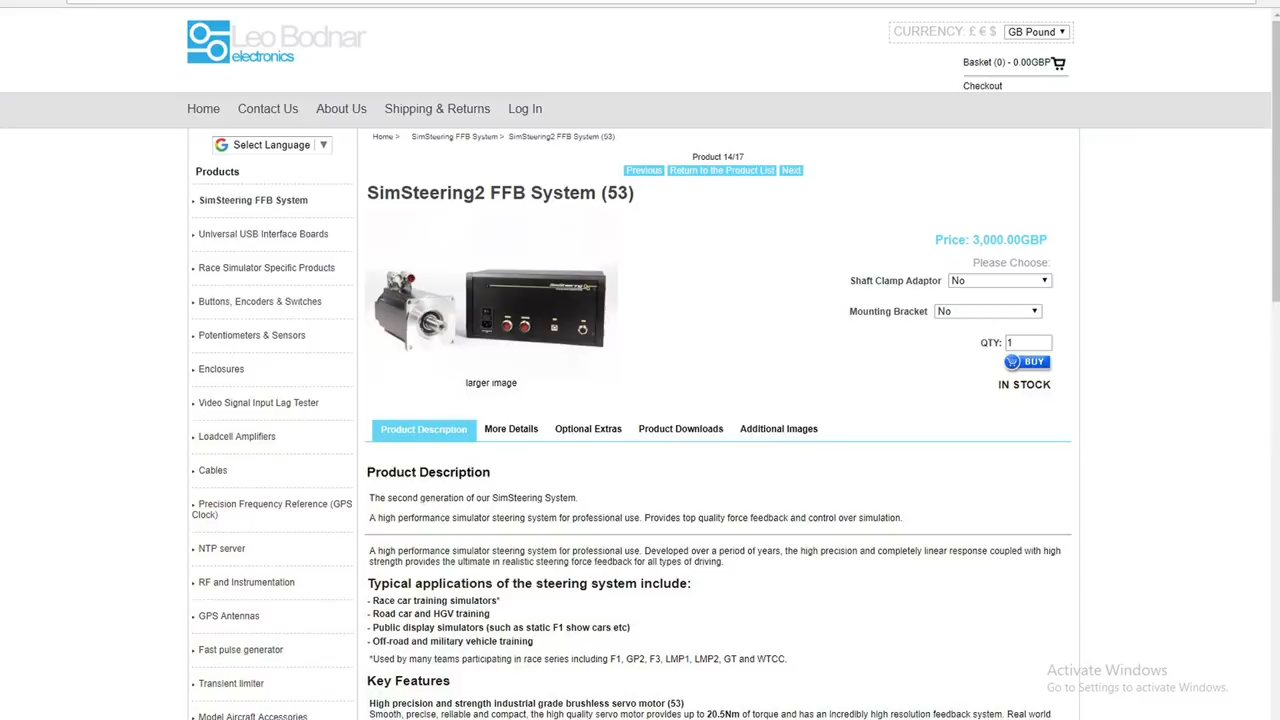 Leo Bodnar
electronics
CURRENCY: £ € $ GB Pound
Basket (0) - 0.00GBP
Checkout
Home Contact Us About Us Shipping & Returns Log In
Select Language
Home > SimSteering FFB System > SimSteering2 FFB System (53)
Products
Product 14/17
Previous Return to the Product List Next
SimSteering2 FFB System (53)
SimSteering FFB System
Universal USB Interface Boards
Race Simulator Specific Products
Buttons, Encoders & Switches
Potentiometers & Sensors
Enclosures
Video Signal Input Lag Tester
Loadcell Amplifiers
Cables
Precision Frequency Reference (GPS
Clock)
NTP server
RF and Instrumentation
GPS Antennas
Fast pulse generator
Transient limiter
Model Aircraft Accessories
Price: 3,000.00GBP
Please Choose:
Shaft Clamp Adaptor No
Mounting Bracket No
QTY: 1
BUY
IN STOCK
larger image
Product Description More Details Optional Extras Product Downloads Additional Images
Product Description
The second generation of our SimSteering System.
A high performance simulator steering system for professional use. Provides top quality force feedback and control over simulation.
A high performance simulator steering system for professional use. Developed over a period of years, the high precision and completely linear response coupled with high
strength provides the ultimate in realistic steering force feedback for all types of driving.
Typical applications of the steering system include:
- Race car training simulators*
- Road car and HGV training
- Public display simulators (such as static F1 show cars etc)
- Off-road and military vehicle training
*Used by many teams participating in race series including F1, GP2, F3, LMP1, LMP2, GT and WTCC.
Key Features
High precision and strength industrial grade brushless servo motor (53)
Smooth, precise, reliable and compact, the high quality servo motor provides up to 20.5Nm of torque and has an incredibly high resolution feedback system. Real world
Activate Windows
Go to Settings to activate Windows.